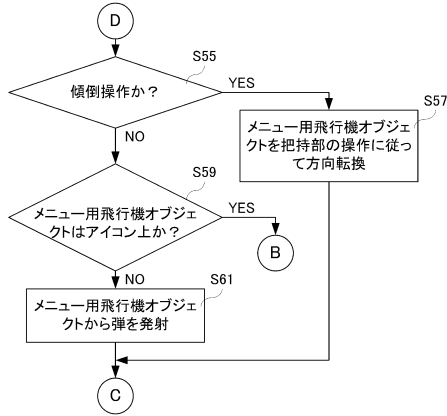 D
S55
傾倒操作か？
YES
S57
メニュー用飛行機オブジェ
クトを把持部の操作に従っ
て方向転換
NO
S59
メニュー用飛行機オブジェ
クトはアイコン上か？
YES
B
NO
S61
メニュー用飛行機オブジェ
クトから弾を発射
C